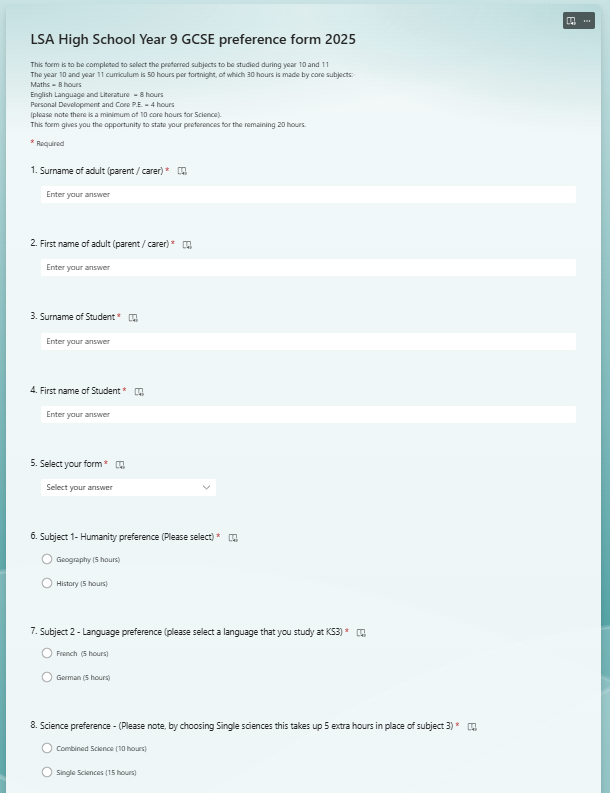 LSA High School Year 9 GCSE preference form 2025
This form is to be completed to select the preferred subjects to be studied during year 10 and 11
The year 10 and year 11 curriculum is 50 hours per fortnight, of which 30 hours is made by core subjects:-
Maths = 8 hours
English Language and Literature = 8 hours
Personal Development and Core P.E. = 4 hours
(please note there is a minimum of 10 core hours for Science).
This form gives you the opportunity to state your preferences for the remaining 20 hours.
* Required
1. Surname of adult (parent / carer) *
Enter your answer
2. First name of adult (parent / carer) *
Enter your answer
3. Surname of Student *
Enter your answer
4. First name of Student *
Enter your answer
5. Select your form *
Select your answer
6. Subject 1- Humanity preference (Please select) *
Geography (5 hours)
History (5 hours)
7. Subject 2 - Language preference (please select a language that you study at KS3) *
French (5 hours)
German (5 hours)
8. Science preference - (Please note, by choosing Single sciences this takes up 5 extra hours in place of subject 3) *
Combined Science (10 hours)
Single Sciences (15 hours)